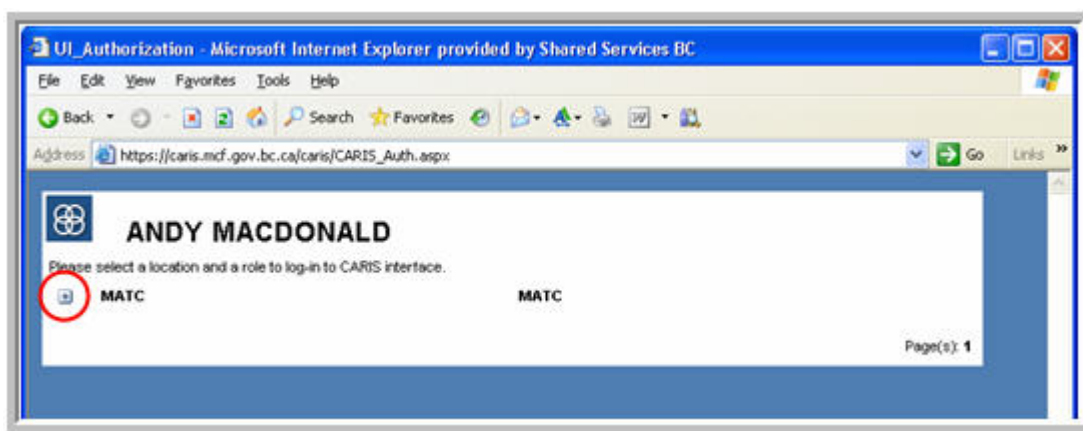 UI_Authorization - Microsoft Internet Explorer provided by Shared Services BC
File Edit View Favorites Tools Help
Back Search Favorites
Address https://caris.mcf.gov.bc.ca/caris/CARIS_Auth.aspx Go Links »
ANDY MACDONALD
Please select a location and a role to log-in to CARIS interface.
MATC MATC
Page(s): 1